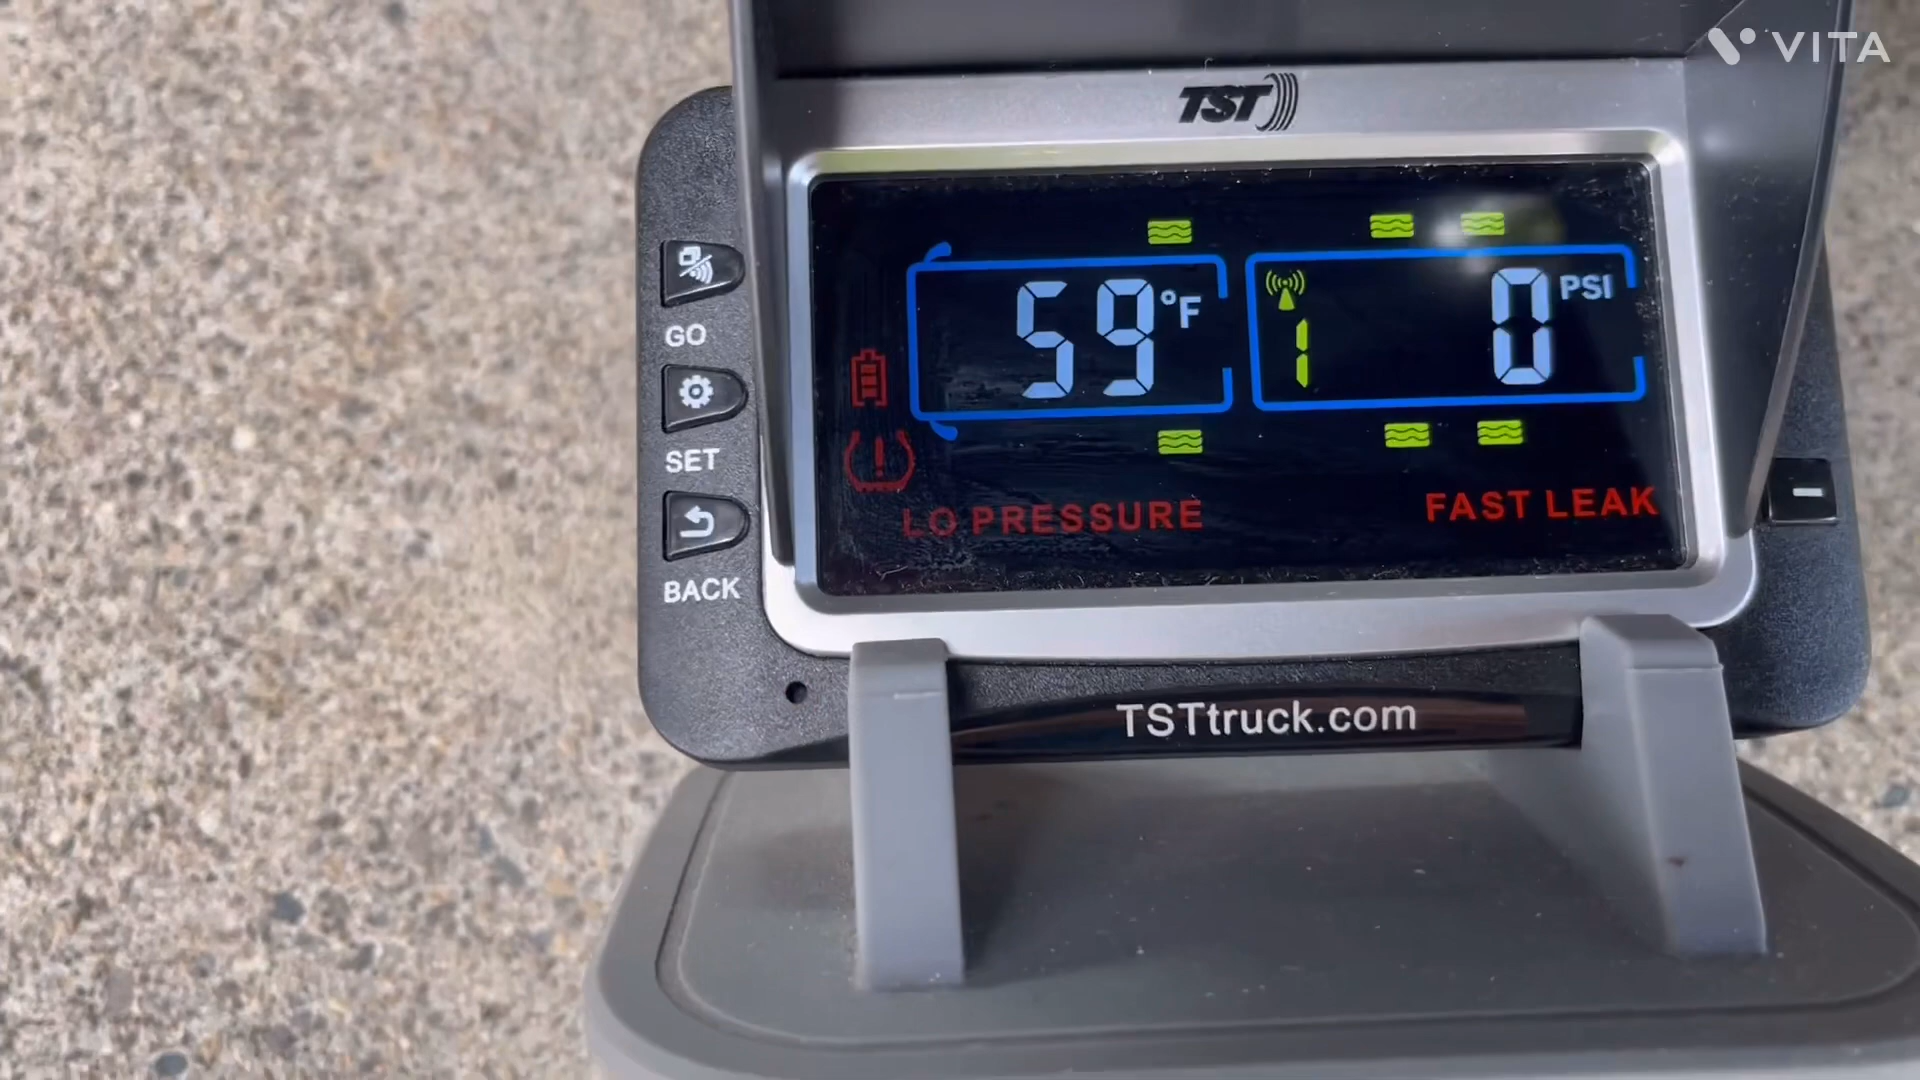 VITA
TST
GO
SET
BACK
59°F
1 0 PSI
LO PRESSURE
FAST LEAK
TSTtruck.com